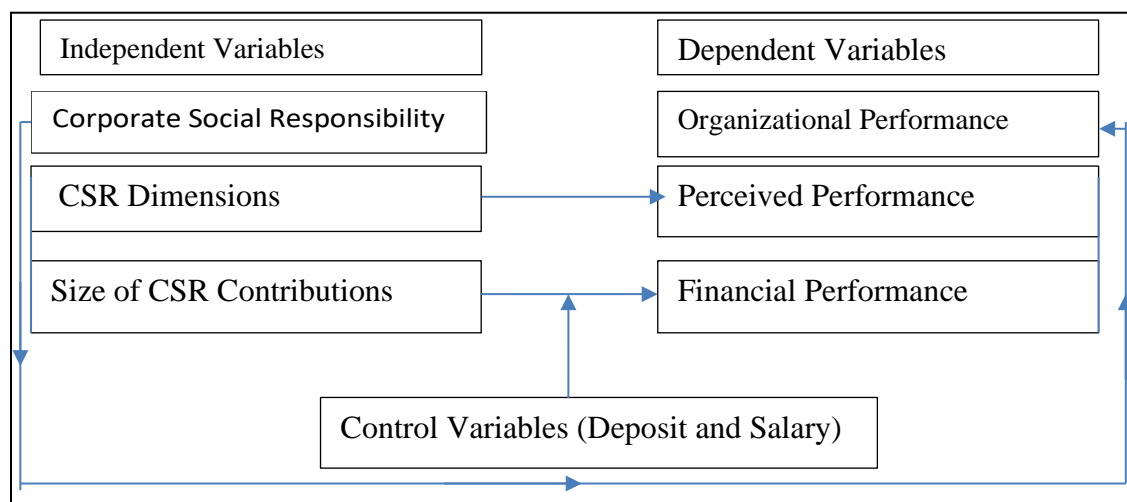 Independent Variables
Dependent Variables
Corporate Social Responsibility
Organizational Performance
CSR Dimensions
Perceived Performance
Size of CSR Contributions
Financial Performance
Control Variables (Deposit and Salary)